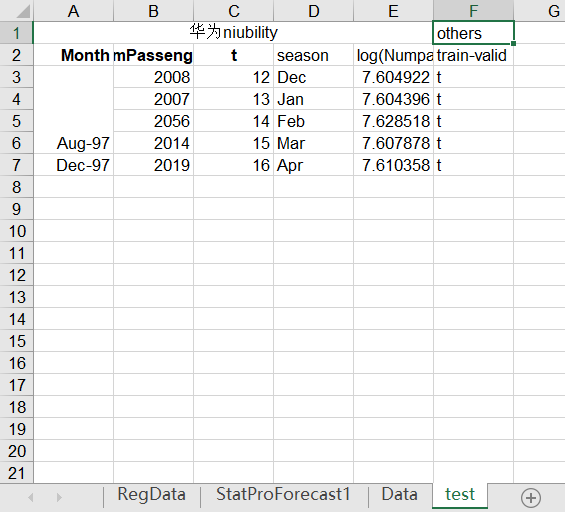 A B C D E F G
1 华为niubility others
2 Month mPasseng t season log(Numpa train-valid
3 2008 12 Dec 7.604922 t
4 2007 13 Jan 7.604396 t
5 2056 14 Feb 7.628518 t
6 Aug-97 2014 15 Mar 7.607878 t
7 Dec-97 2019 16 Apr 7.610358 t
8
9
10
11
12
13
14
15
16
17
18
19
20
21
RegData StatProForecast1 Data test